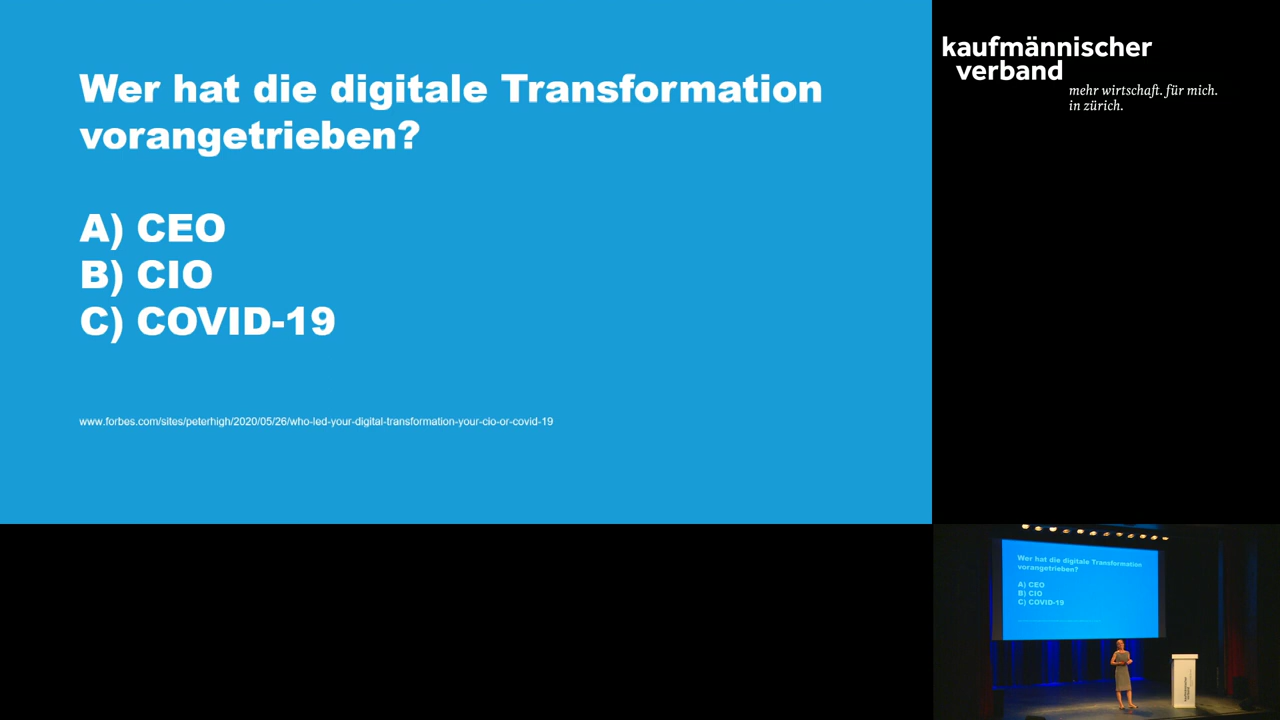 Wer hat die digitale Transformation
vorangetrieben?
A) CEO
B) CIO
C) COVID-19
www.forbes.com/sites/peterhigh/2020/05/26/who-led-your-digital-transformation-your-cio-or-covid-19
kaufmännischer
verband
mehr wirtschaft. für mich.
in zürich.
Wer hat die digitale Transformation
vorangetrieben?
A) CEO
B) CIO
C) COVID-19